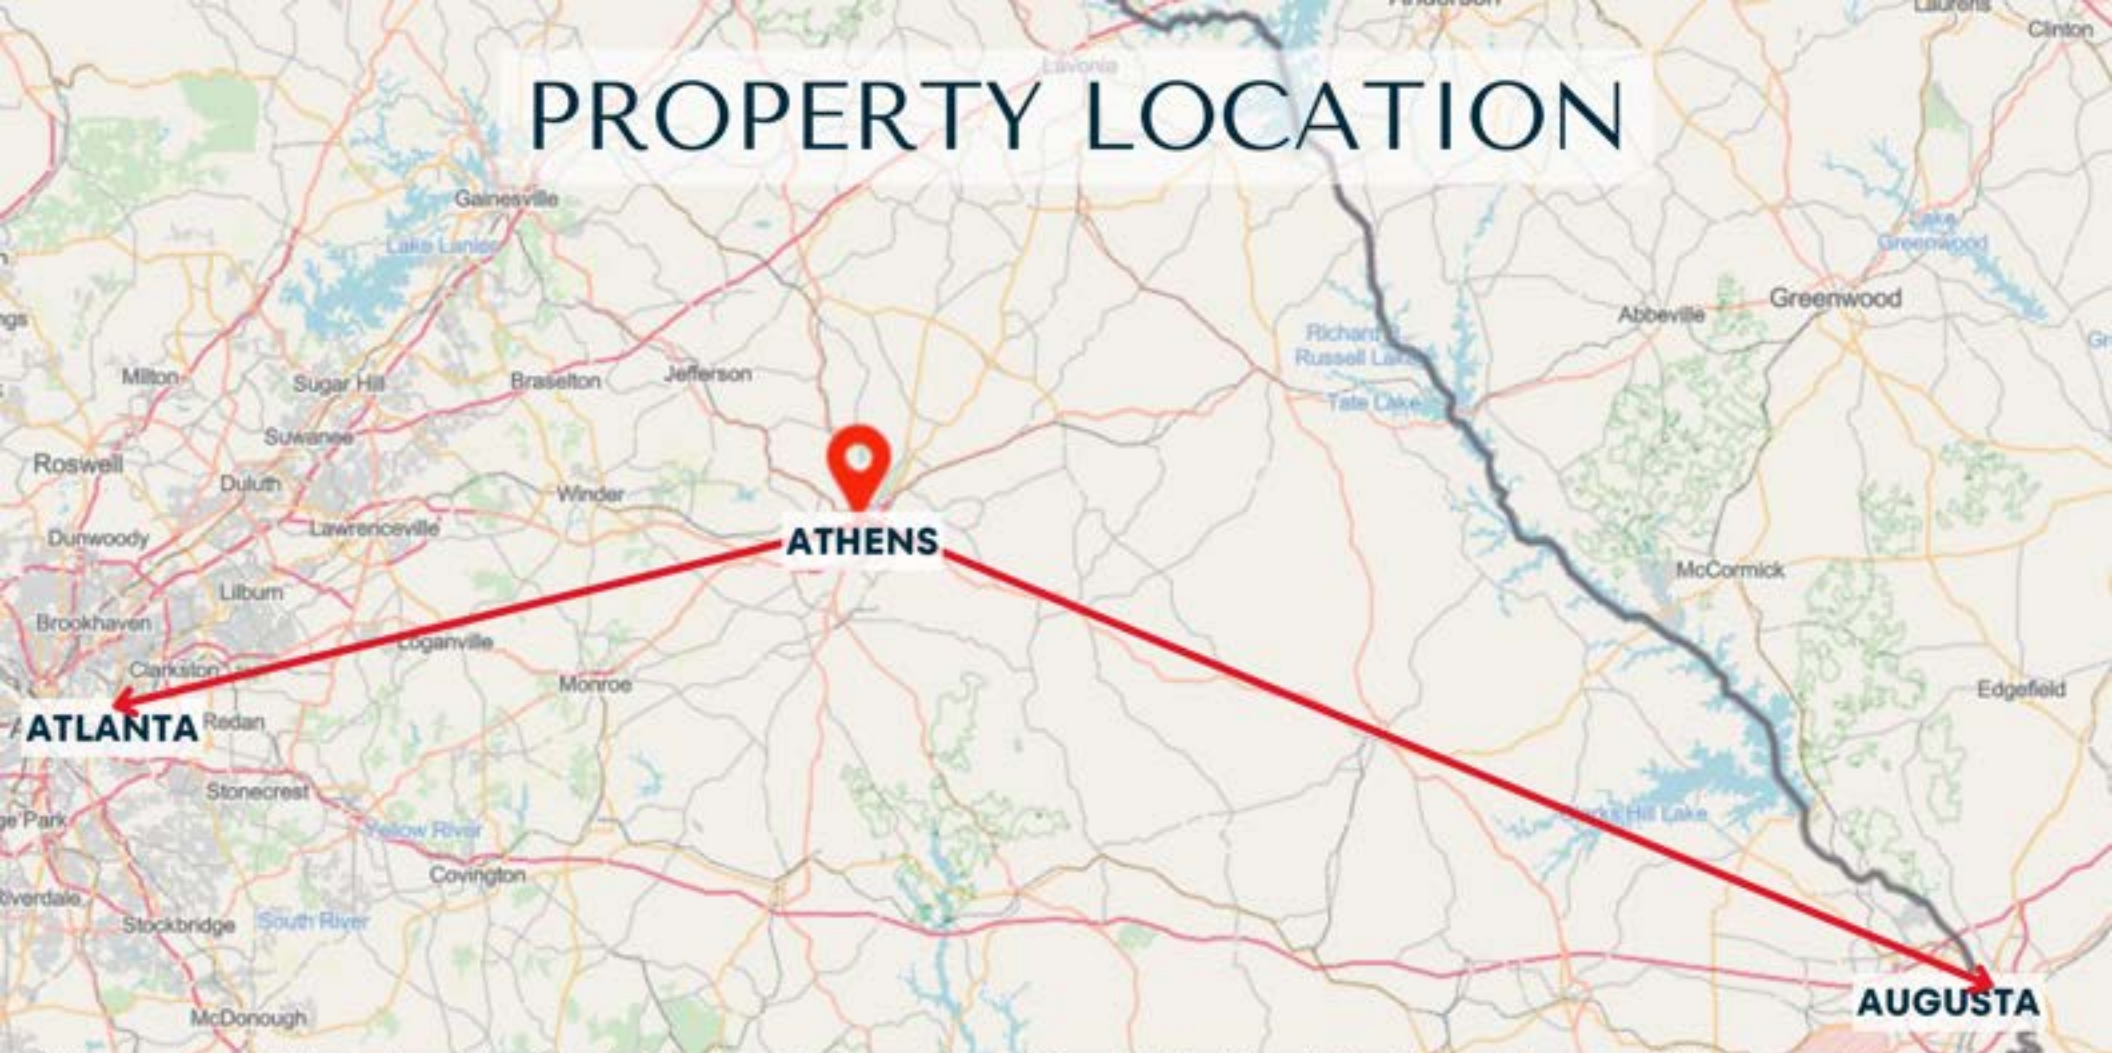 Laurens
Clinton
Lavonia
PROPERTY LOCATION
Gainesville
Lake Lanier
Lake
Greenwood
Greenwood
Abbeville
Richard B
Russell Lake
Tate Lake
Milton
Sugar Hill
Braselton
Jefferson
Suwanee
Roswell
Duluth
Winder
Lawrenceville
Dunwoody
ATHENS
McCormick
Lilburn
Brookhaven
Loganville
Clarkston
Monroe
Edgefield
ATLANTA
Redan
Stonecrest
Yellow River
Hill Lake
Covington
Stockbridge
South River
AUGUSTA
McDonough